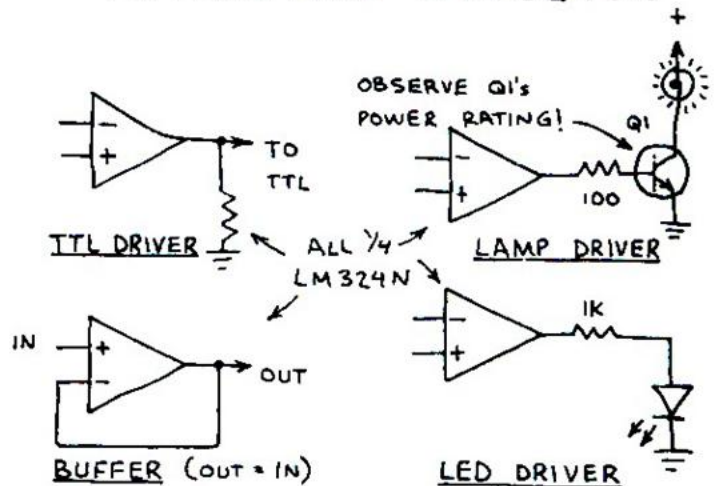 +
OBSERVE Q1's
POWER RATING!
Q1
-
+
TO
TTL
-
+
100
TTL DRIVER
ALL 1/4
LM324N
LAMP DRIVER
IN
+
-
OUT
-
+
1K
BUFFER (OUT = IN)
LED DRIVER